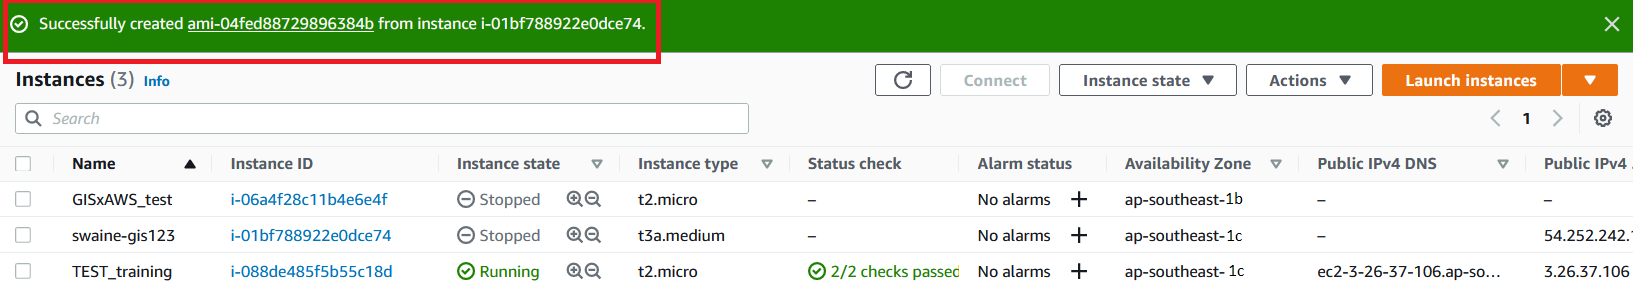 Successfully created ami-04fed88729896384b from instance i-01bf788922e0dce74.
Instances (3) Info Connect Instance state Actions Launch instances
Search 1
Name Instance ID Instance state Instance type Status check Alarm status Availability Zone Public IPv4 DNS Public IPv4
GISxAWS_test i-06a4f28c11b4e6e4f Stopped t2.micro – No alarms + ap-southeast-1b – –
swaine-gis123 i-01bf788922e0dce74 Stopped t3a.medium – No alarms + ap-southeast-1c – 54.252.242.
TEST_training i-088de485f5b55c18d Running t2.micro 2/2 checks passed No alarms + ap-southeast-1c ec2-3-26-37-106.ap-so... 3.26.37.106